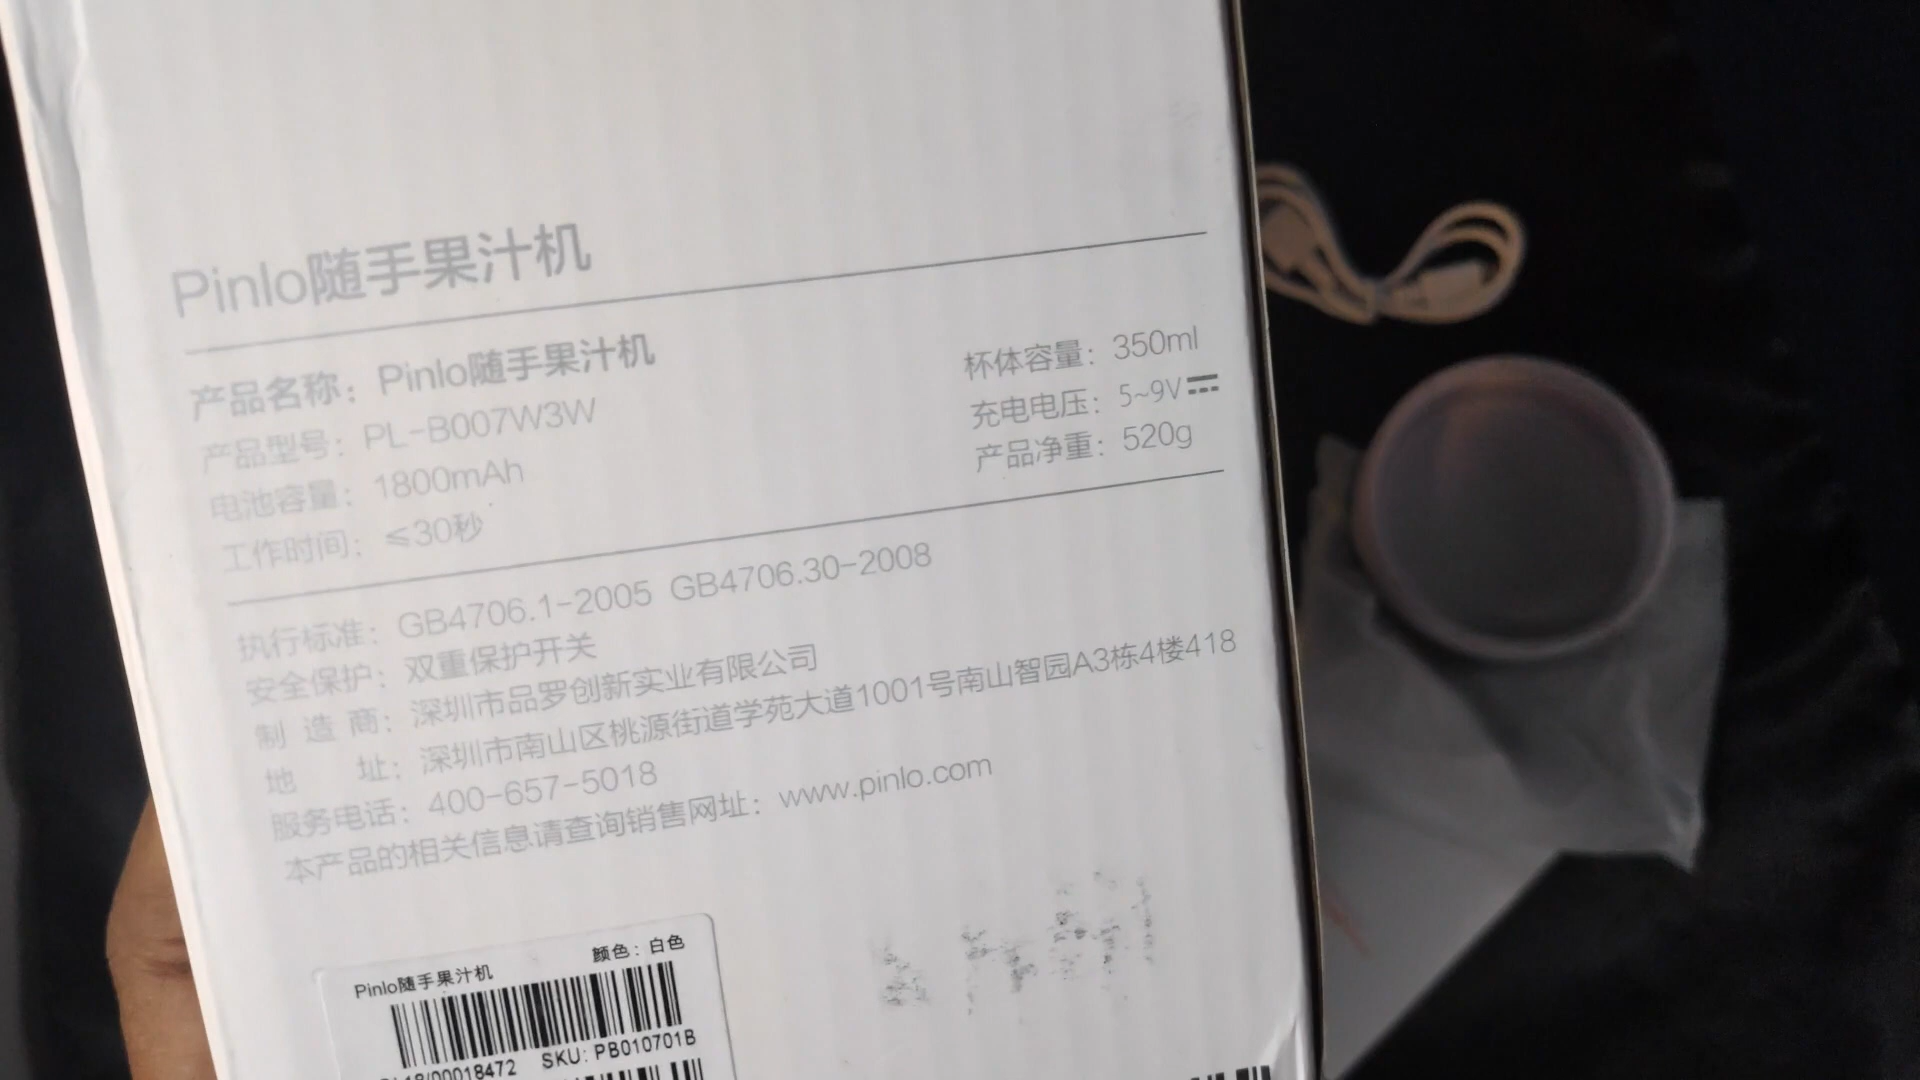 Pinlo随手果汁机
产品名称：Pinlo随手果汁机
产品型号：PL-B007W3W
电池容量：1800mAh
工作时间：≤30秒
杯体容量：350ml
充电电压：5~9V⎓
产品净重：520g
执行标准：GB4706.1-2005 GB4706.30-2008
安全保护：双重保护开关
制造商：深圳市品罗创新实业有限公司
地址：深圳市南山区桃源街道学苑大道1001号南山智园A3栋4楼418
服务电话：400-657-5018
本产品的相关信息请查询销售网址：www.pinlo.com
Pinlo随手果汁机 颜色：白色
SKU: PB010701B